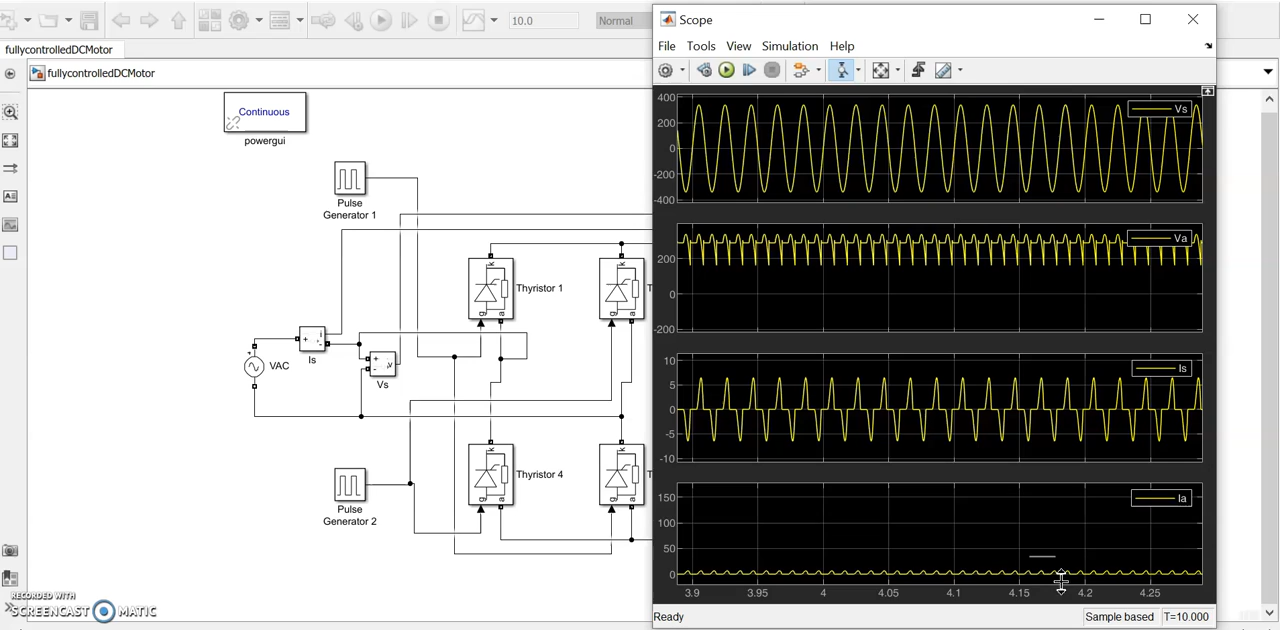 10.0
Normal
fullycontrolledDCMotor
fullycontrolledDCMotor
Continuous
powergui
Pulse
Generator 1
k
k
Thyristor 1
T
g
a
g
a
+
i
-
Is
VAC
+
-
v
Vs
k
k
Thyristor 4
T
g
a
g
a
Pulse
Generator 2
RECORDED WITH
SCREENCAST MATIC
Scope
File Tools View Simulation Help
400
200
0
-200
-400
Vs
200
0
-200
Va
10
5
0
-5
-10
Is
150
100
50
0
Ia
3.9 3.95 4 4.05 4.1 4.15 4.2 4.25
Ready
Sample based T=10.000